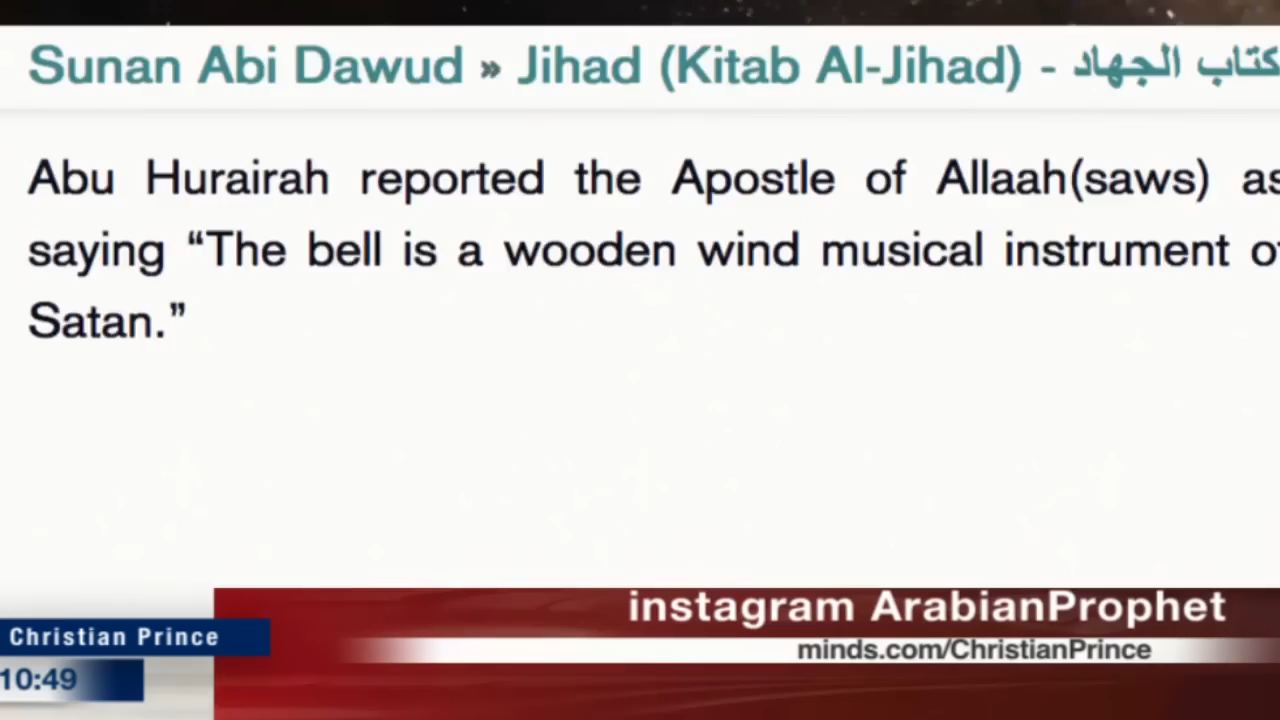 Sunan Abi Dawud » Jihad (Kitab Al-Jihad) - كتاب الجهاد
Abu Hurairah reported the Apostle of Allaah(saws) as
saying “The bell is a wooden wind musical instrument of
Satan.”
instagram ArabianProphet
Christian Prince
minds.com/ChristianPrince
10:49